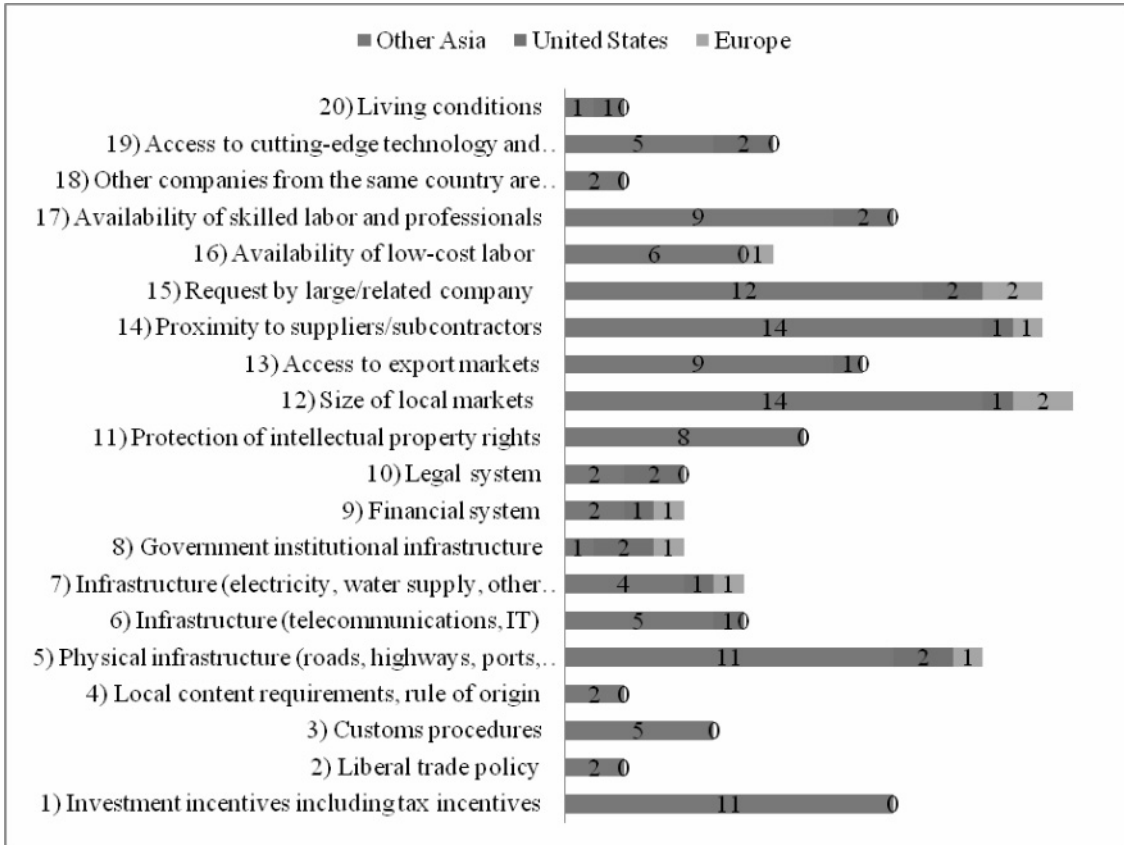 Other Asia United States Europe
20) Living conditions 1 1 0
19) Access to cutting-edge technology and.. 5 2 0
18) Other companies from the same country are.. 2 0
17) Availability of skilled labor and professionals 9 2 0
16) Availability of low-cost labor 6 0 1
15) Request by large/related company 12 2 2
14) Proximity to suppliers/subcontractors 14 1 1
13) Access to export markets 9 1 0
12) Size of local markets 14 1 2
11) Protection of intellectual property rights 8 0
10) Legal system 2 2 0
9) Financial system 2 1 1
8) Government institutional infrastructure 1 2 1
7) Infrastructure (electricity, water supply, other.. 4 1 1
6) Infrastructure (telecommunications, IT) 5 1 0
5) Physical infrastructure (roads, highways, ports,.. 11 2 1
4) Local content requirements, rule of origin 2 0
3) Customs procedures 5 0
2) Liberal trade policy 2 0
1) Investment incentives including tax incentives 11 0